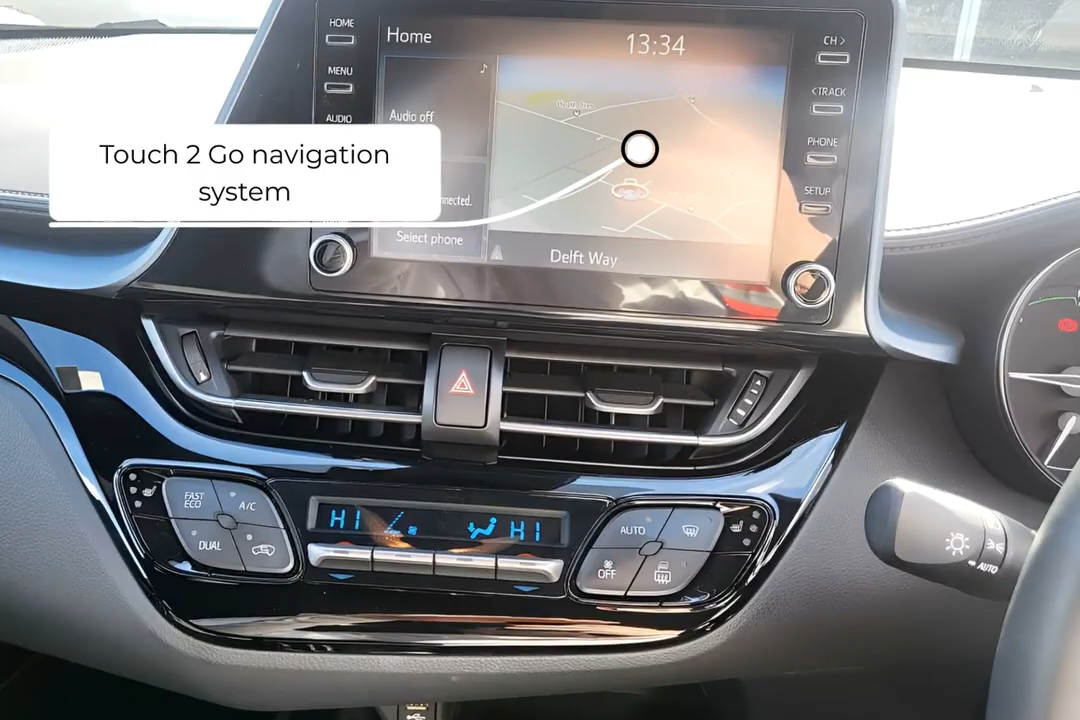 HOME
Home
13:34
CH >
MENU
< TRACK
AUDIO
Audio off
PHONE
Touch 2 Go navigation
system
SETUP
nnected.
Select phone
Delft Way
FAST
ECO
A/C
DUAL
HI
HI
AUTO
OFF
AUTO